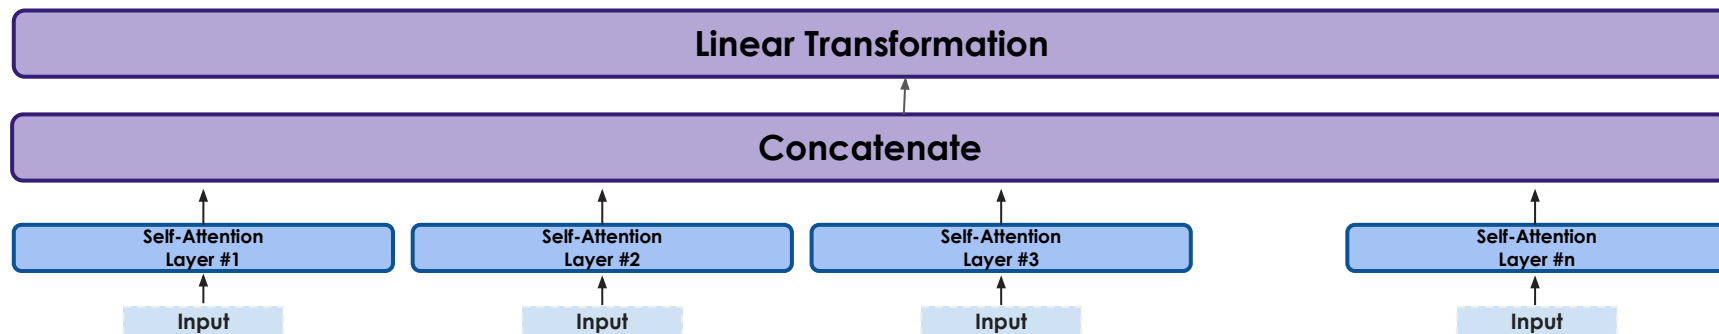 Linear Transformation
Concatenate
Self-Attention
Layer #1
Self-Attention
Layer #2
Self-Attention
Layer #3
Self-Attention
Layer #n
Input
Input
Input
Input